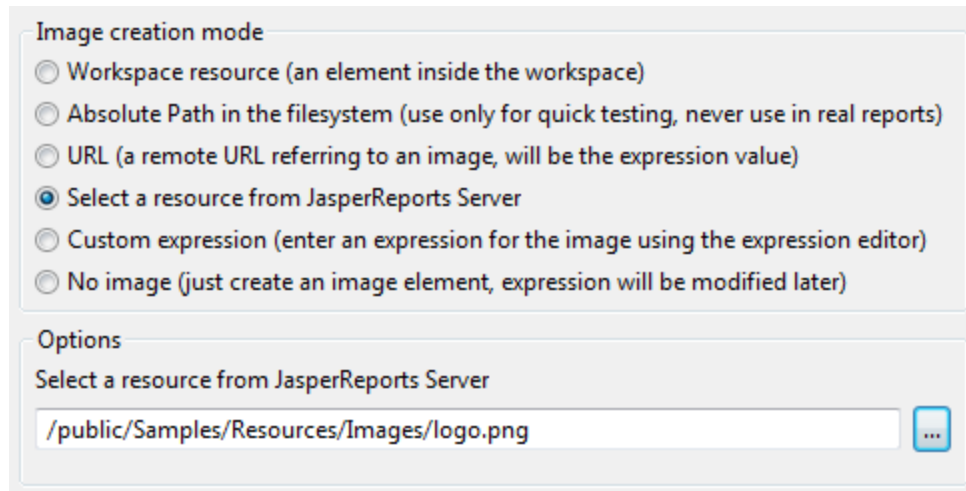 Image creation mode
Workspace resource (an element inside the workspace)
Absolute Path in the filesystem (use only for quick testing, never use in real reports)
URL (a remote URL referring to an image, will be the expression value)
Select a resource from JasperReports Server
Custom expression (enter an expression for the image using the expression editor)
No image (just create an image element, expression will be modified later)
Options
Select a resource from JasperReports Server
/public/Samples/Resources/Images/logo.png ...